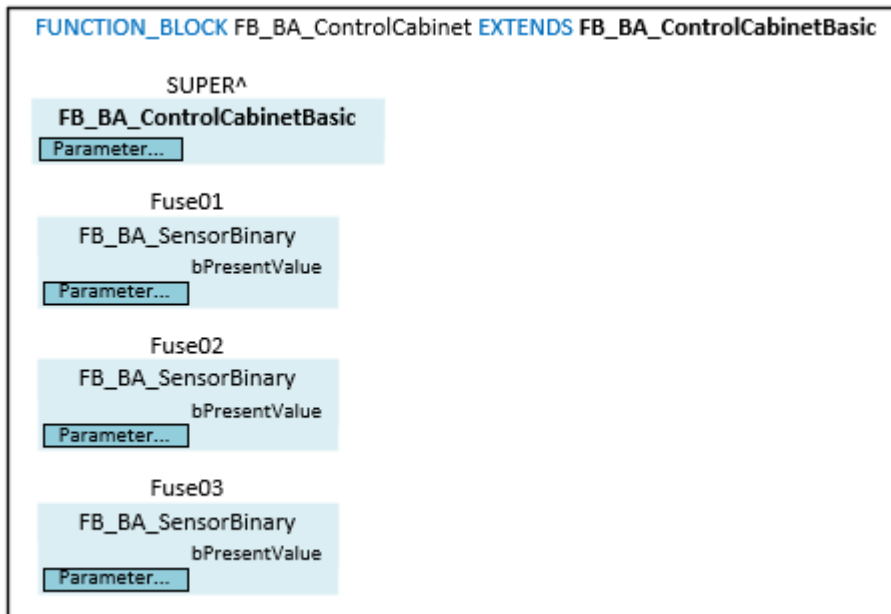 FUNCTION_BLOCK FB_BA_ControlCabinet EXTENDS FB_BA_ControlCabinetBasic
SUPER^
FB_BA_ControlCabinetBasic
Parameter...
Fuse01
FB_BA_SensorBinary
bPresentValue
Parameter...
Fuse02
FB_BA_SensorBinary
bPresentValue
Parameter...
Fuse03
FB_BA_SensorBinary
bPresentValue
Parameter...